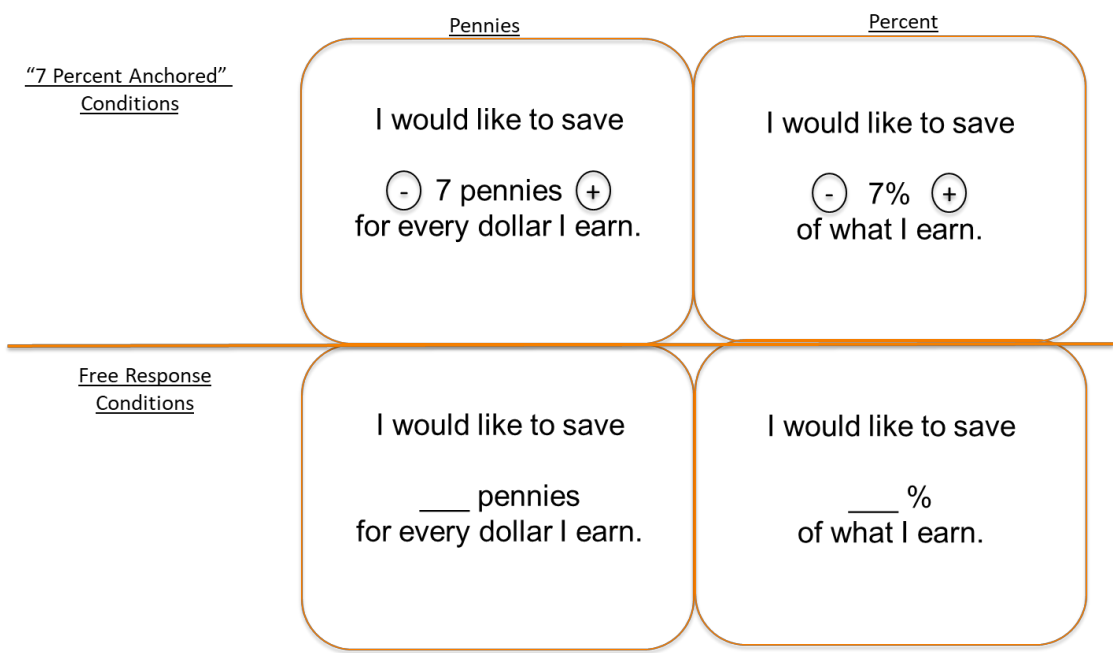 Pennies
Percent
“7 Percent Anchored”
Conditions
I would like to save
- 7 pennies +
for every dollar I earn.
I would like to save
- 7% +
of what I earn.
Free Response
Conditions
I would like to save
___ pennies
for every dollar I earn.
I would like to save
___ %
of what I earn.